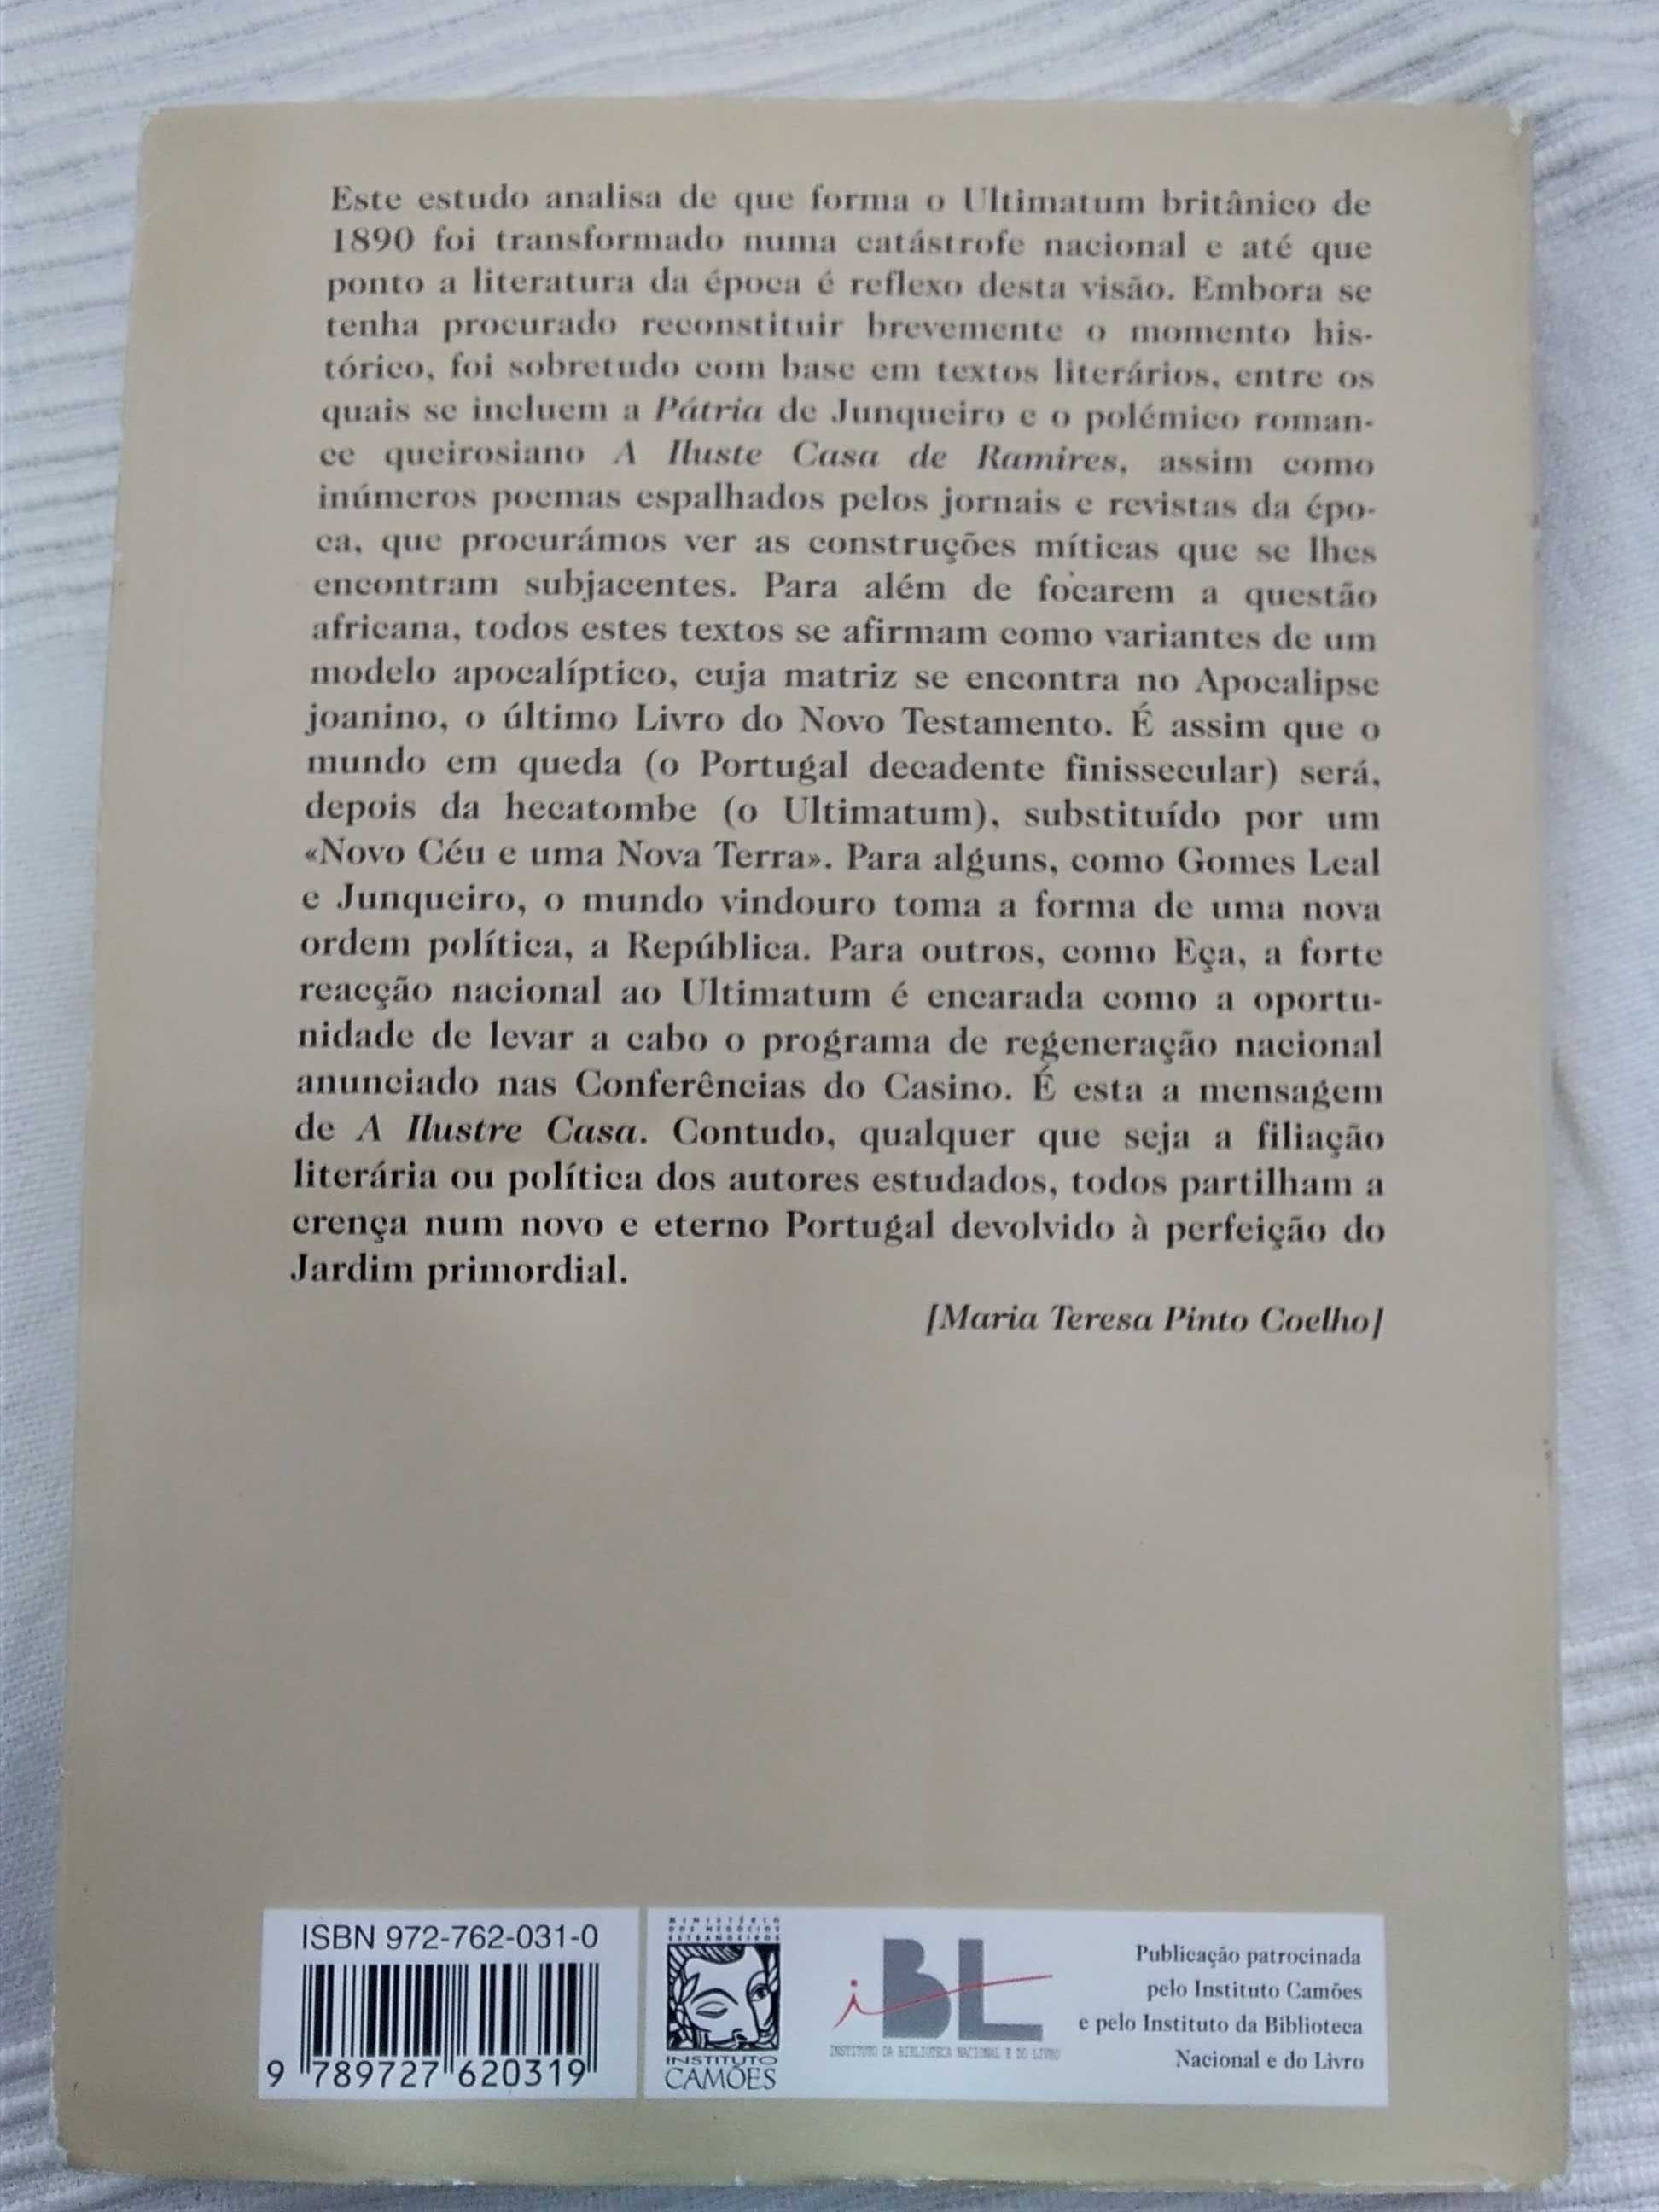 Este estudo analisa de que forma o Ultimatum britânico de
1890 foi transformado numa catástrofe nacional e até que
ponto a literatura da época é reflexo desta visão. Embora se
tenha procurado reconstituir brevemente o momento his-
tórico, foi sobretudo com base em textos literários, entre os
quais se incluem a Pátria de Junqueiro e o polémico roman-
ce queirosiano A Iluste Casa de Ramires, assim como
inúmeros poemas espalhados pelos jornais e revistas da épo-
ca, que procurámos ver as construções míticas que se lhes
encontram subjacentes. Para além de focarem a questão
africana, todos estes textos se afirmam como variantes de um
modelo apocalíptico, cuja matriz se encontra no Apocalipse
joanino, o último Livro do Novo Testamento. É assim que o
mundo em queda (o Portugal decadente finissecular) será,
depois da hecatombe (o Ultimatum), substituído por um
«Novo Céu e uma Nova Terra». Para alguns, como Gomes Leal
e Junqueiro, o mundo vindouro toma a forma de uma nova
ordem política, a República. Para outros, como Eça, a forte
reacção nacional ao Ultimatum é encarada como a oportu-
nidade de levar a cabo o programa de regeneração nacional
anunciado nas Conferências do Casino. É esta a mensagem
de A Ilustre Casa. Contudo, qualquer que seja a filiação
literária ou política dos autores estudados, todos partilham a
crença num novo e eterno Portugal devolvido à perfeição do
Jardim primordial.
[Maria Teresa Pinto Coelho]
ISBN 972-762-031-0
9 789727 620319
MINISTÉRIO
DOS NEGÓCIOS
ESTRANGEIROS
INSTITUTO
CAMÕES
iBL
INSTITUTO DA BIBLIOTECA NACIONAL E DO LIVRO
Publicação patrocinada
pelo Instituto Camões
e pelo Instituto da Biblioteca
Nacional e do Livro